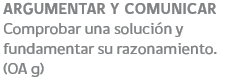 ARGUMENTAR Y COMUNICAR
Comprobar una solución y
fundamentar su razonamiento.
(OA g)